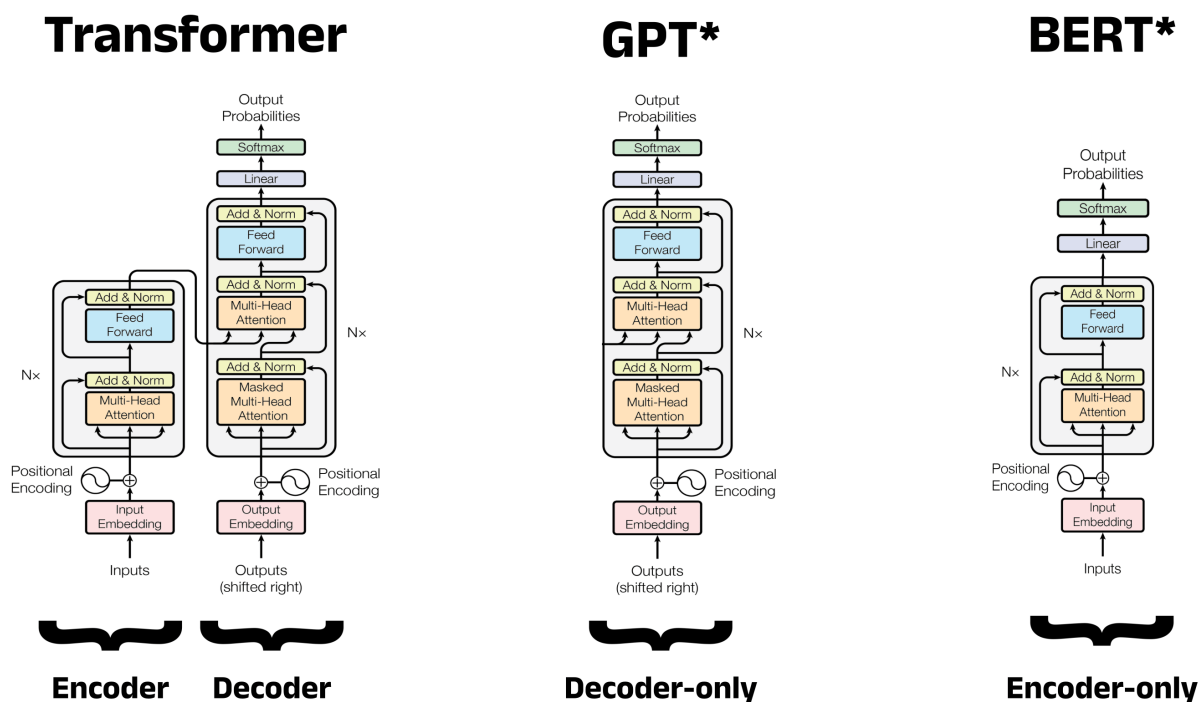 Transformer
GPT*
BERT*
Output
Probabilities
Softmax
Linear
Add & Norm
Feed
Forward
Add & Norm
Multi-Head
Attention
Add & Norm
Masked
Multi-Head
Attention
Nx
Add & Norm
Feed
Forward
Add & Norm
Multi-Head
Attention
Nx
Positional
Encoding
Positional
Encoding
Input
Embedding
Output
Embedding
Inputs
Outputs
(shifted right)
Encoder
Decoder
Output
Probabilities
Softmax
Linear
Add & Norm
Feed
Forward
Add & Norm
Multi-Head
Attention
Nx
Add & Norm
Masked
Multi-Head
Attention
Positional
Encoding
Output
Embedding
Outputs
(shifted right)
Decoder-only
Output
Probabilities
Softmax
Linear
Add & Norm
Feed
Forward
Nx
Add & Norm
Multi-Head
Attention
Positional
Encoding
Input
Embedding
Inputs
Encoder-only